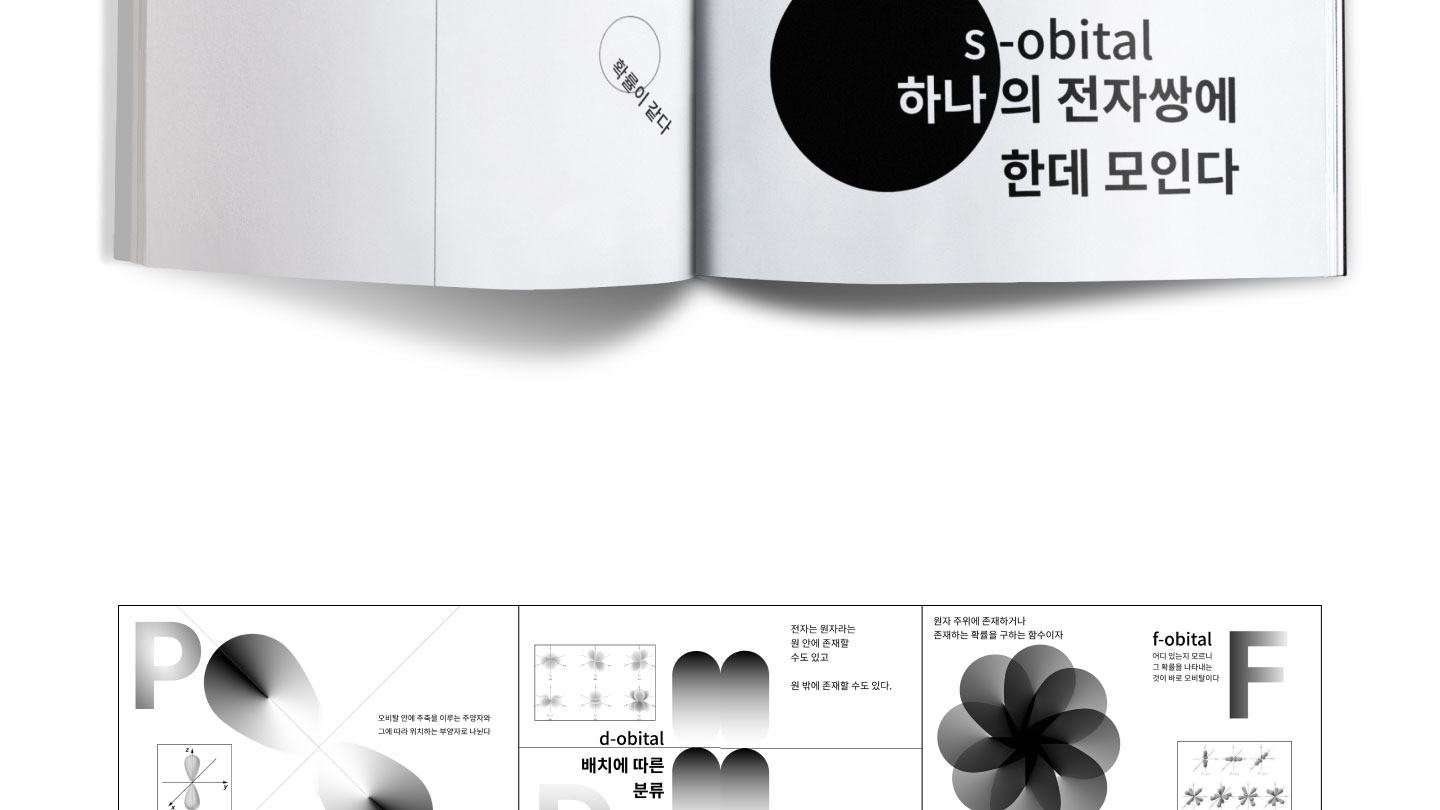 확률이 같다
s -obital
하나의 전자쌍에
한데 모인다
P
오비탈 안에 주축을 이루는 주양자와
그에 따라 위치하는 부양자로 나뉜다
z
y
x
전자는 원자라는
원 안에 존재할
수도 있고
원 밖에 존재할 수도 있다.
d-obital
배치에 따른
분류
D
원자 주위에 존재하거나
존재하는 확률을 구하는 함수이자
f-obital
어디 있는지 모르니
그 확률을 나타내는
것이 바로 오비탈이다
F